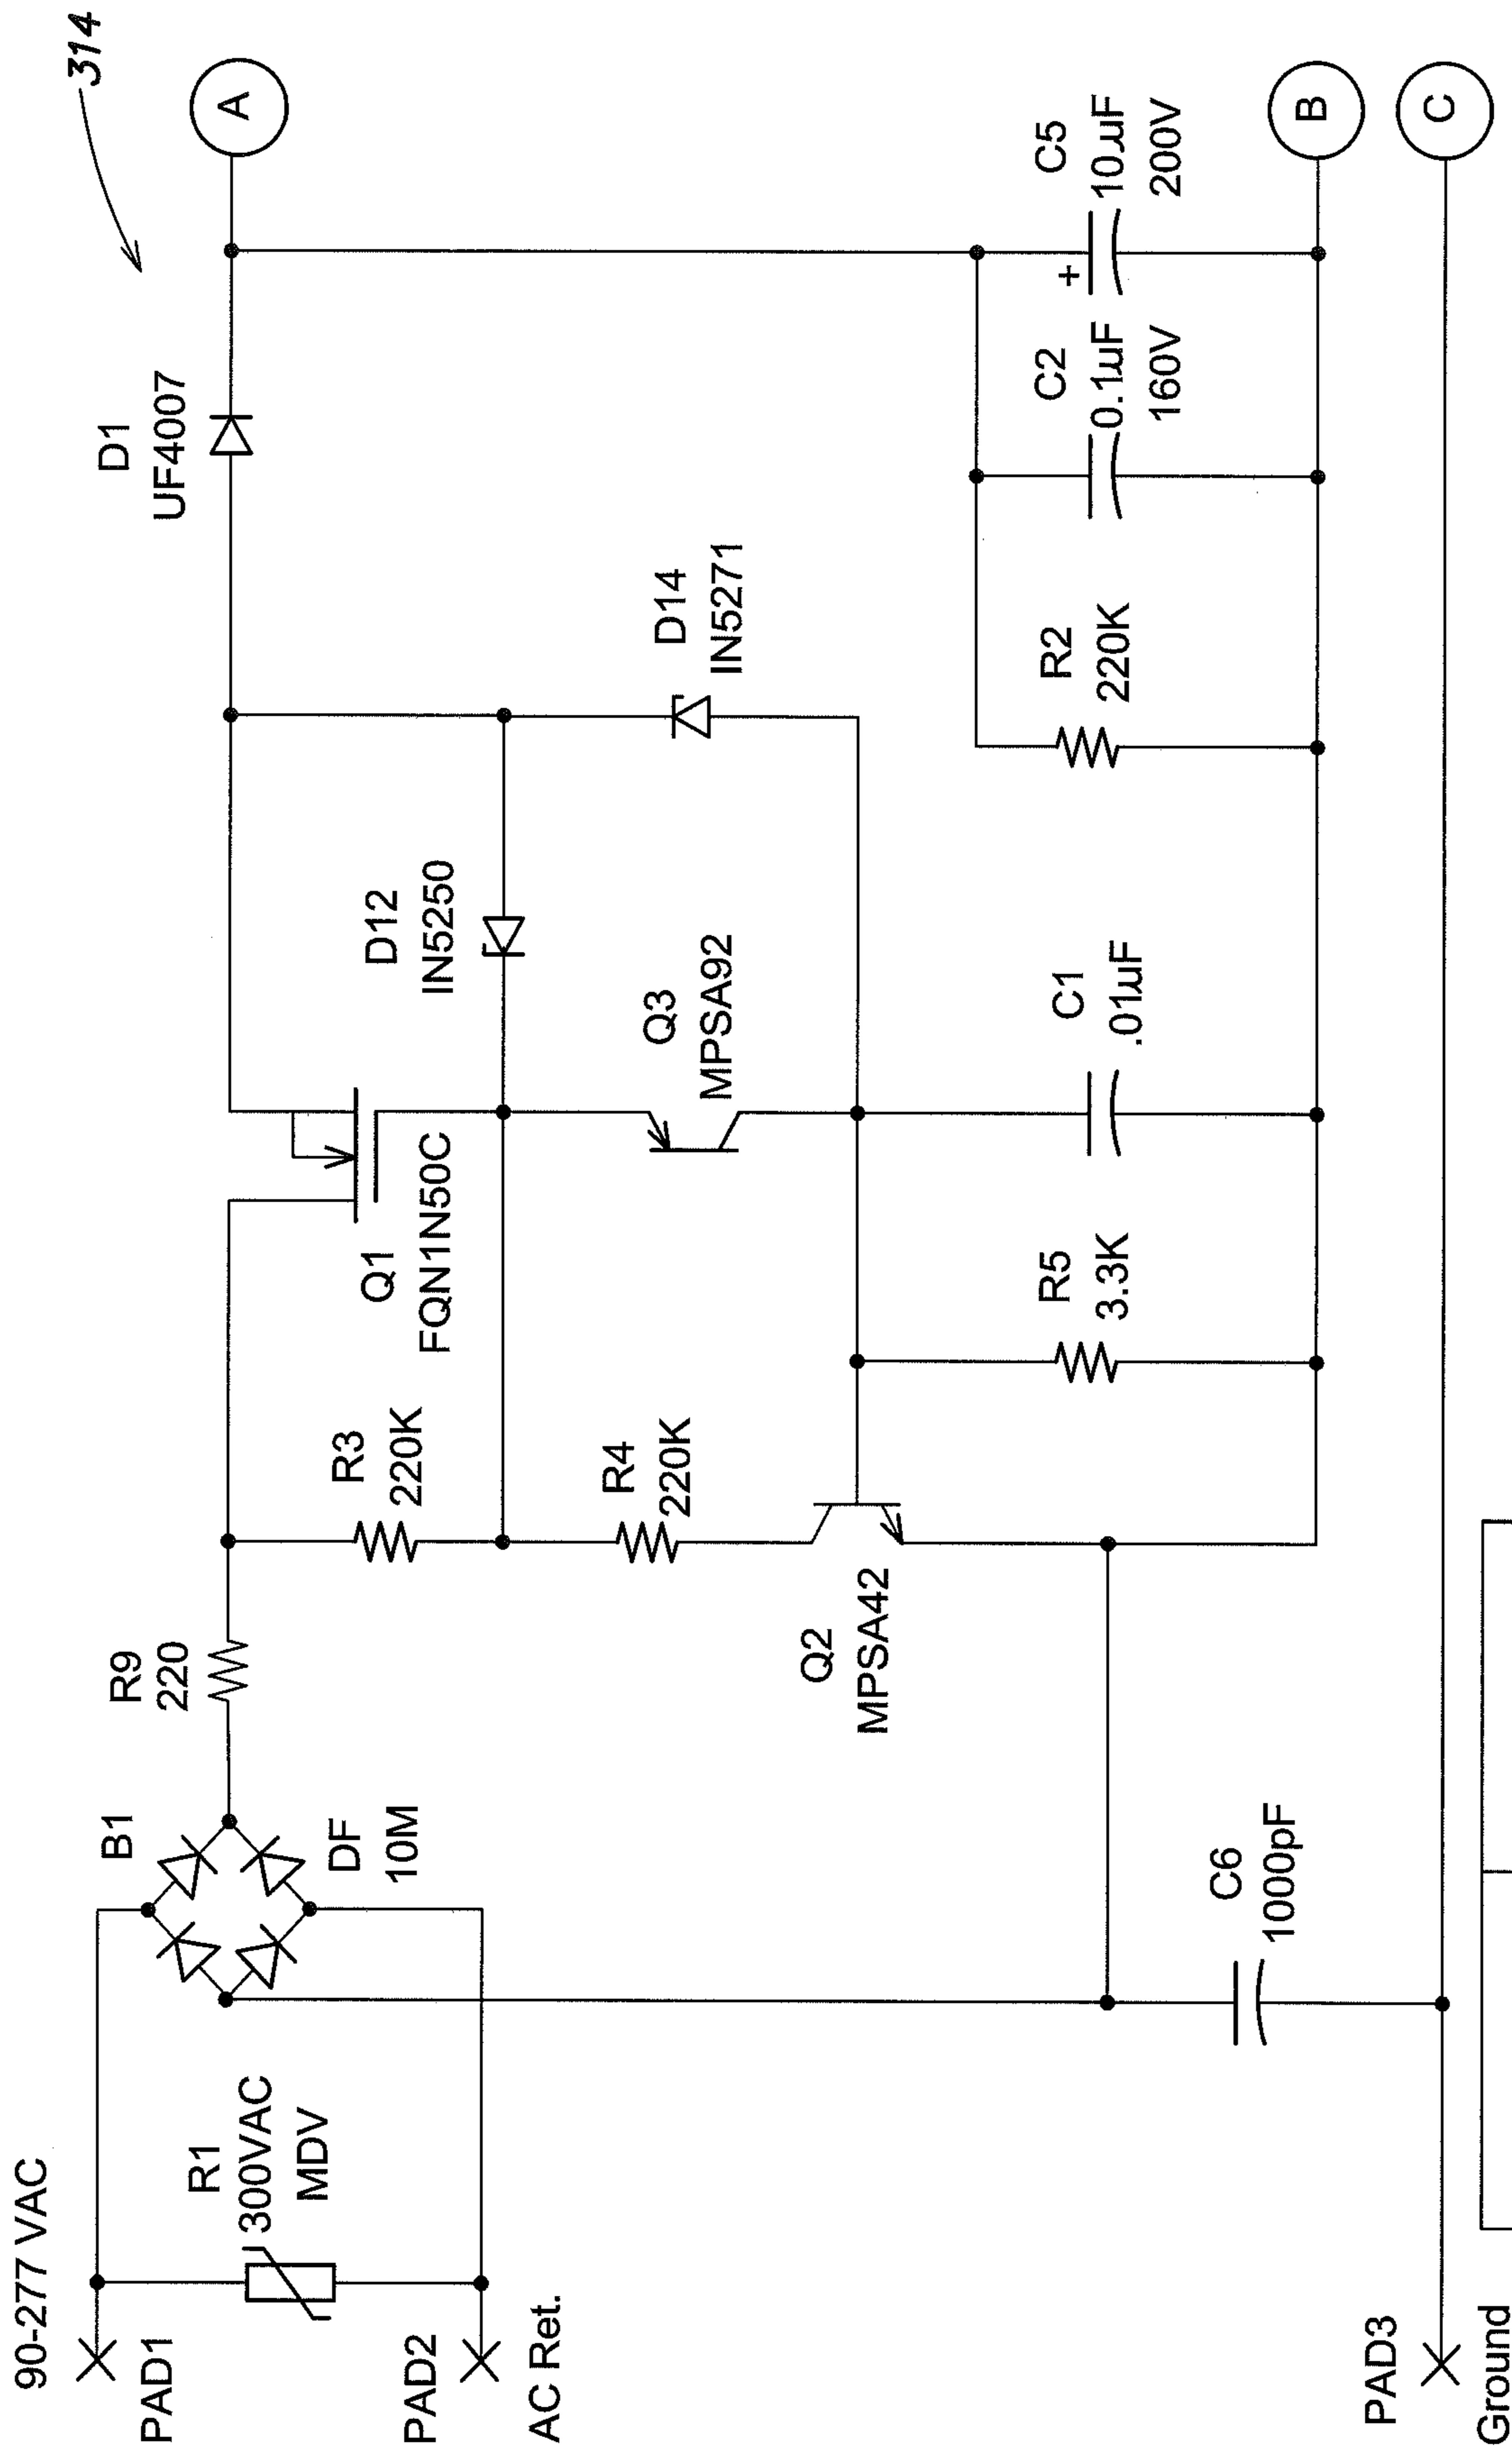 314
90-277 VAC
PAD1
R1
300VAC
MDV
PAD2
AC Ret.
B1
DF
10M
R9
220
R3
220K
Q1
FQN1N50C
D12
IN5250
D1
UF4007
A
R4
220K
Q3
MPSA92
D14
IN5271
Q2
MPSA42
R5
3.3K
C1
.01µF
R2
220K
C2
0.1µF
160V
+
C5
10µF
200V
B
C6
1000pF
C
PAD3
Ground